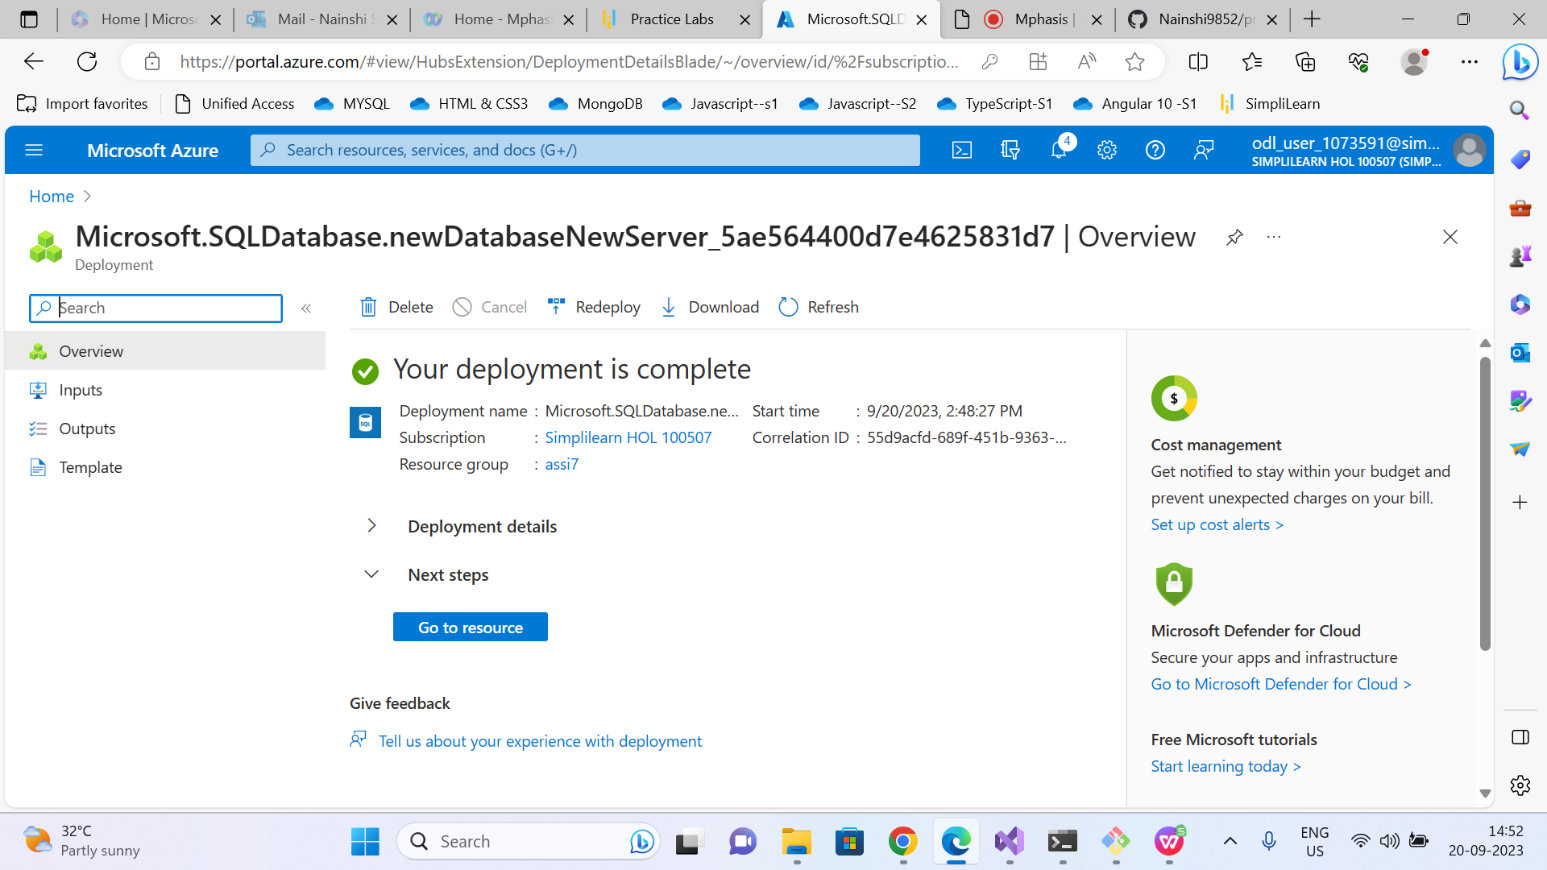 Home | Micros
Mail - Nainshi S
Home - Mphas
Practice Labs
Microsoft.SQLD
Mphasis |
Nainshi9852/p
https://portal.azure.com/#view/HubsExtension/DeploymentDetailsBlade/~/overview/id/%2Fsubscriptio...
Import favorites
Unified Access
MYSQL
HTML & CSS3
MongoDB
Javascript--s1
Javascript--S2
TypeScript-S1
Angular 10 -S1
SimpliLearn
Microsoft Azure
Search resources, services, and docs (G+/)
4
odl_user_1073591@sim...
SIMPLILEARN HOL 100507 (SIMP...
Home
Microsoft.SQLDatabase.newDatabaseNewServer_5ae564400d7e4625831d7 | Overview
Deployment
Search
Delete
Cancel
Redeploy
Download
Refresh
Overview
Inputs
Outputs
Template
Your deployment is complete
Deployment name : Microsoft.SQLDatabase.ne...
Subscription : Simplilearn HOL 100507
Resource group : assi7
Start time : 9/20/2023, 2:48:27 PM
Correlation ID : 55d9acfd-689f-451b-9363-...
Deployment details
Next steps
Go to resource
Give feedback
Tell us about your experience with deployment
Cost management
Get notified to stay within your budget and
prevent unexpected charges on your bill.
Set up cost alerts >
Microsoft Defender for Cloud
Secure your apps and infrastructure
Go to Microsoft Defender for Cloud >
Free Microsoft tutorials
Start learning today >
32°C
Partly sunny
Search
ENG
US
14:52
20-09-2023